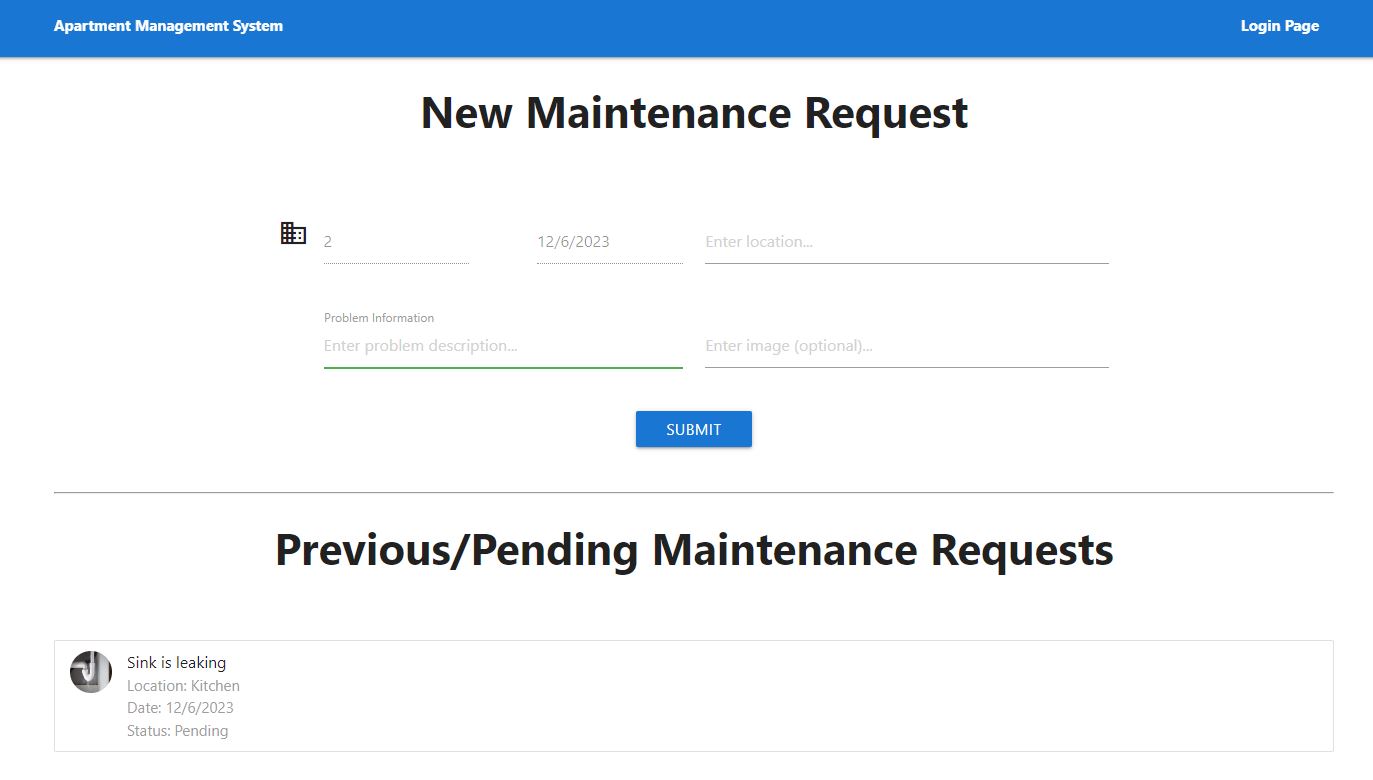 Apartment Management System Login Page
New Maintenance Request
2 12/6/2023 Enter location...
Problem Information
Enter problem description... Enter image (optional)...
SUBMIT
Previous/Pending Maintenance Requests
Sink is leaking
Location: Kitchen
Date: 12/6/2023
Status: Pending